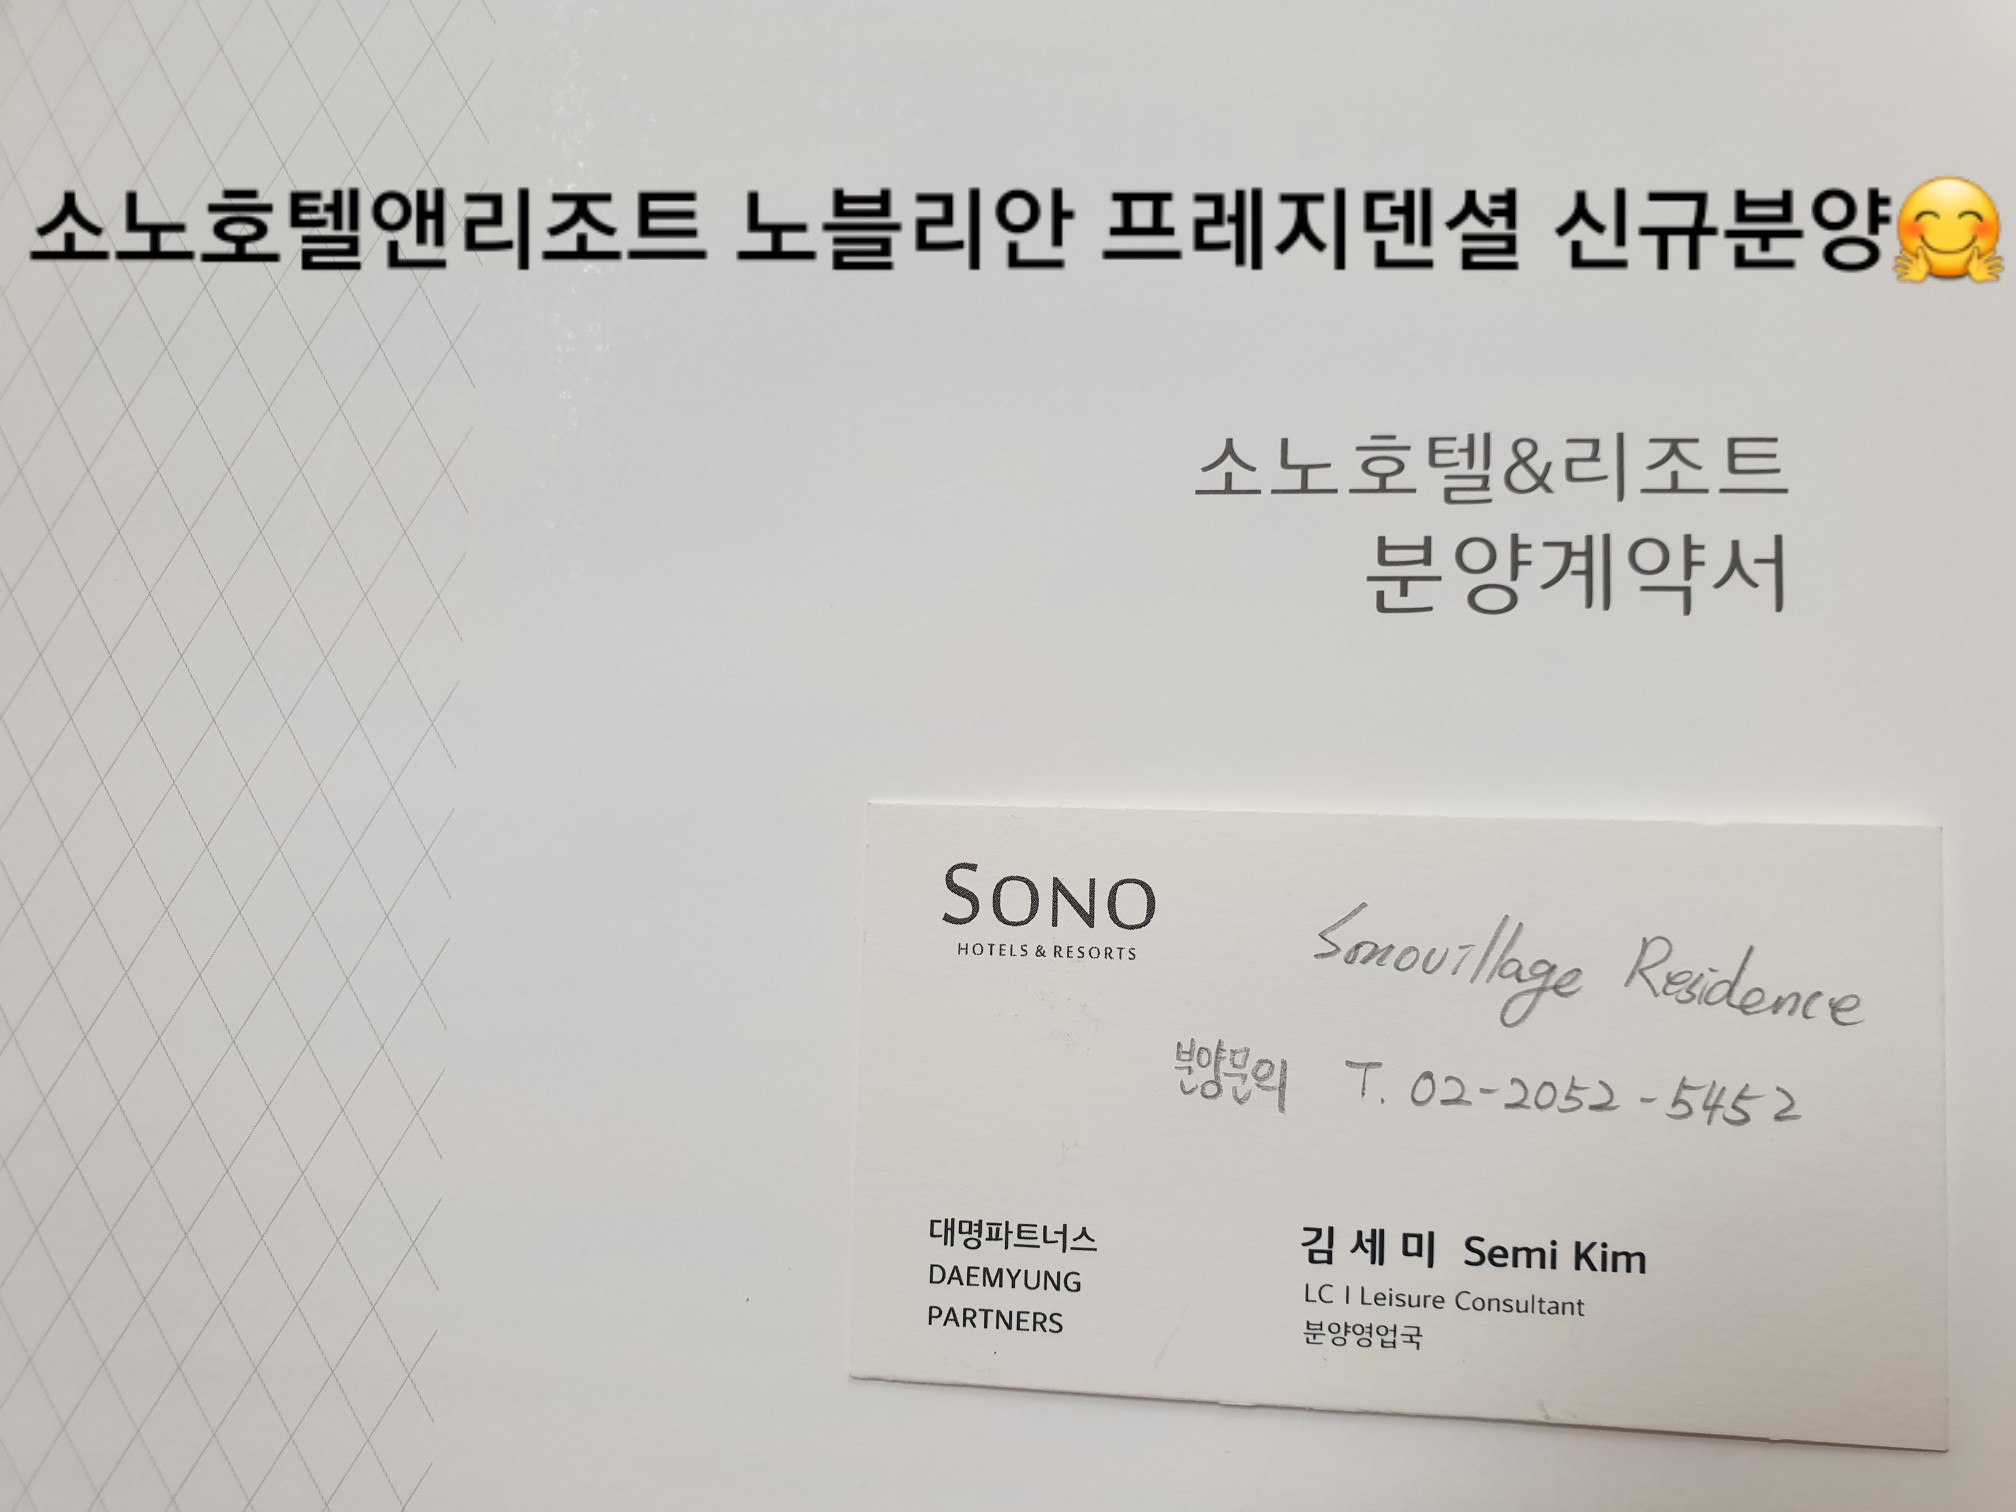 소노호텔앤리조트 노블리안 프레지덴셜 신규분양🤗
소노호텔&리조트
분양계약서
SONO
HOTELS & RESORTS
Sonovillage Residence
분양문의 T. 02-2052-5452
대명파트너스
DAEMYUNG
PARTNERS
김세미 Semi Kim
LC I Leisure Consultant
분양영업국